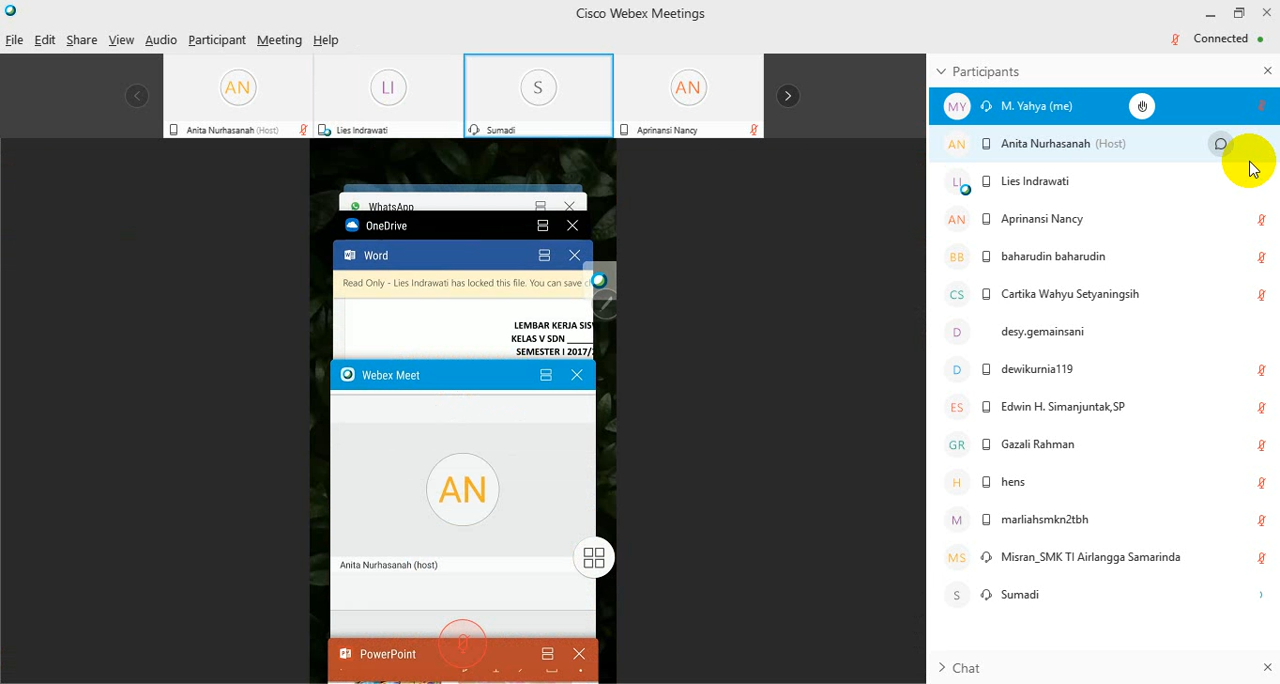 Cisco Webex Meetings
File Edit Share View Audio Participant Meeting Help
Connected
AN
Anita Nurhasanah (Host)
LI
Lies Indrawati
S
Sumadi
AN
Aprinansi Nancy
WhatsApp
OneDrive
Word
Read Only - Lies Indrawati has locked this file. You can save
LEMBAR KERJA SIS
KELAS V SDN ______
SEMESTER I 2017/
Webex Meet
AN
Anita Nurhasanah (host)
PowerPoint
Participants
MY M. Yahya (me)
AN Anita Nurhasanah (Host)
LI Lies Indrawati
AN Aprinansi Nancy
BB baharudin baharudin
CS Cartika Wahyu Setyaningsih
D desy.gemainsani
D dewikurnia119
ES Edwin H. Simanjuntak,SP
GR Gazali Rahman
H hens
M marliahsmkn2tbh
MS Misran_SMK TI Airlangga Samarinda
S Sumadi
Chat